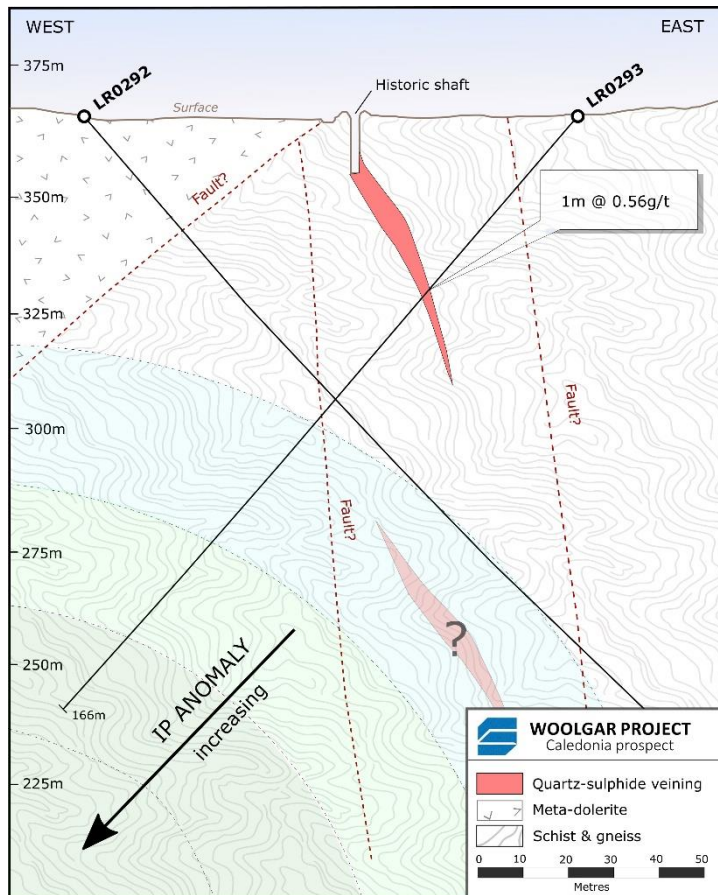 WEST
EAST
375m
LR0292
LR0293
Historic shaft
Surface
350m
Fault?
1m @ 0.56g/t
325m
300m
Fault?
Fault?
275m
?
250m
IP ANOMALY
increasing
166m
225m
WOOLGAR PROJECT
Caledonia prospect
Quartz-sulphide veining
Meta-dolerite
Schist & gneiss
0 10 20 30 40 50
Metres